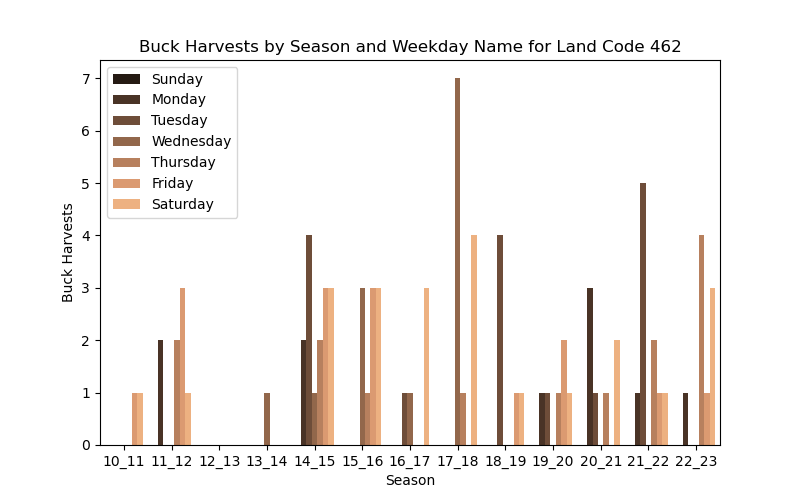 Buck Harvests by Season and Weekday Name for Land Code 462
Sunday
Monday
Tuesday
Wednesday
Thursday
Friday
Saturday
7
6
5
4
3
2
1
0
Buck Harvests
10_11 11_12 12_13 13_14 14_15 15_16 16_17 17_18 18_19 19_20 20_21 21_22 22_23
Season